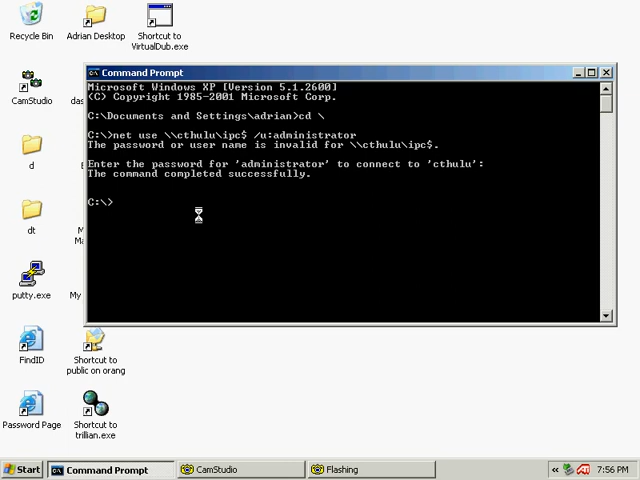 Recycle Bin
Adrian Desktop
Shortcut to
VirtualDub.exe
CamStudio
das
d
dt
M
Ma
putty.exe
My
FindID
Shortcut to
public on orang
Password Page
Shortcut to
trillian.exe
Command Prompt
Microsoft Windows XP [Version 5.1.2600]
(C) Copyright 1985-2001 Microsoft Corp.
C:\Documents and Settings\adrian>cd \
C:\>net use \\cthulu\ipc$ /u:administrator
The password or user name is invalid for \\cthulu\ipc$.
Enter the password for 'administrator' to connect to 'cthulu':
The command completed successfully.
C:\>
Start
Command Prompt
CamStudio
Flashing
7:56 PM